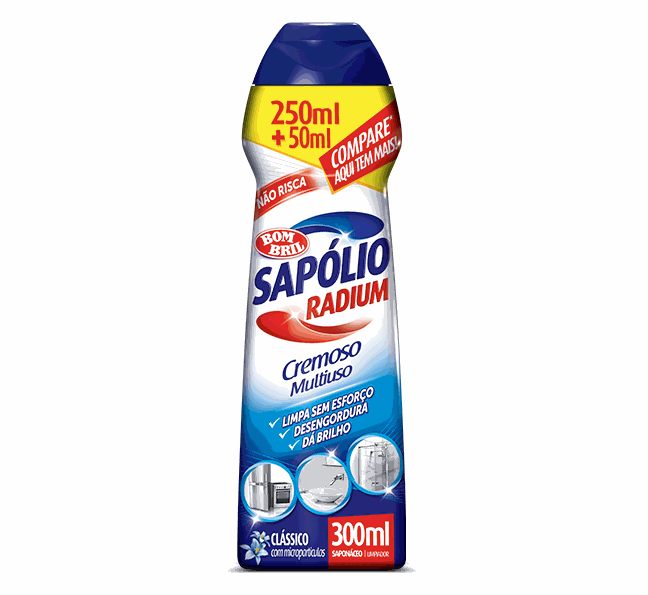 250ml
+ 50ml
COMPARE*
AQUI TEM MAIS!
NÃO RISCA
BOM
BRIL
SAPÓLIO
RADIUM
Cremoso
Multiuso
✓ LIMPA SEM ESFORÇO
✓ DESENGORDURA
✓ DÁ BRILHO
CLÁSSICO
com micropartículas
300ml
SAPONÁCEO | LIMPADOR